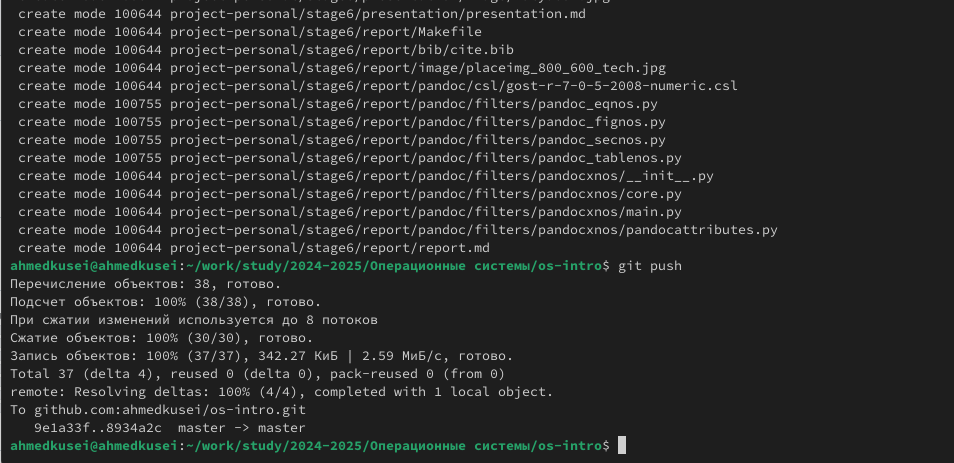 create mode 100644 project-personal/stage6/presentation/presentation.md
create mode 100644 project-personal/stage6/report/Makefile
create mode 100644 project-personal/stage6/report/bib/cite.bib
create mode 100644 project-personal/stage6/report/image/placeimg_800_600_tech.jpg
create mode 100644 project-personal/stage6/report/pandoc/csl/gost-r-7-0-5-2008-numeric.csl
create mode 100755 project-personal/stage6/report/pandoc/filters/pandoc_eqnos.py
create mode 100755 project-personal/stage6/report/pandoc/filters/pandoc_fignos.py
create mode 100755 project-personal/stage6/report/pandoc/filters/pandoc_secnos.py
create mode 100755 project-personal/stage6/report/pandoc/filters/pandoc_tablenos.py
create mode 100644 project-personal/stage6/report/pandoc/filters/pandocxnos/__init__.py
create mode 100644 project-personal/stage6/report/pandoc/filters/pandocxnos/core.py
create mode 100644 project-personal/stage6/report/pandoc/filters/pandocxnos/main.py
create mode 100644 project-personal/stage6/report/pandoc/filters/pandocxnos/pandocattributes.py
create mode 100644 project-personal/stage6/report/report.md
ahmedkusei@ahmedkusei:~/work/study/2024-2025/Операционные системы/os-intro$ git push
Перечисление объектов: 38, готово.
Подсчет объектов: 100% (38/38), готово.
При сжатии изменений используется до 8 потоков
Сжатие объектов: 100% (30/30), готово.
Запись объектов: 100% (37/37), 342.27 КиБ | 2.59 МиБ/с, готово.
Total 37 (delta 4), reused 0 (delta 0), pack-reused 0 (from 0)
remote: Resolving deltas: 100% (4/4), completed with 1 local object.
To github.com:ahmedkusei/os-intro.git
9e1a33f..8934a2c master -> master
ahmedkusei@ahmedkusei:~/work/study/2024-2025/Операционные системы/os-intro$